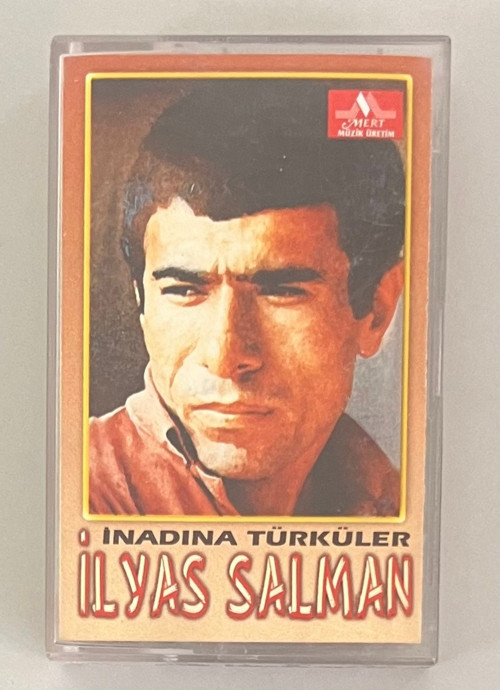 MERT
MÜZİK ÜRETİM
İNADINA TÜRKÜLER
İLYAS SALMAN